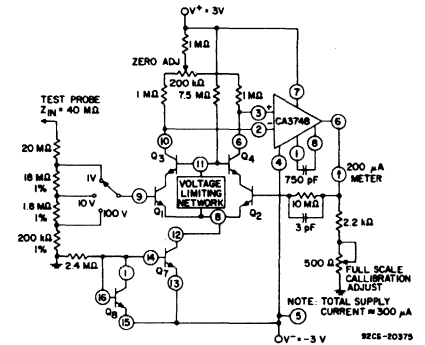 V+ = 3V
1 MΩ
ZERO ADJ
200 kΩ
1 MΩ
7.5 MΩ
1 MΩ
TEST PROBE
ZIN = 40 MΩ
20 MΩ
18 MΩ
1%
1.8 MΩ
1%
200 kΩ
1%
1V
10 V
100 V
9
10
Q3
Q1
11
VOLTAGE
LIMITING
NETWORK
6
Q4
Q2
8
3
+
2
−
CA3748
7
6
4
1
8
750 pF
200 μA
METER
10 MΩ
3 pF
2.2 kΩ
500 Ω
FULL SCALE
CALLIBRATION
ADJUST
2.4 MΩ
1
16
Q8
15
14
12
Q7
13
5
NOTE: TOTAL SUPPLY
CURRENT ≈ 300 μA
V− = −3 V
92CS-20375